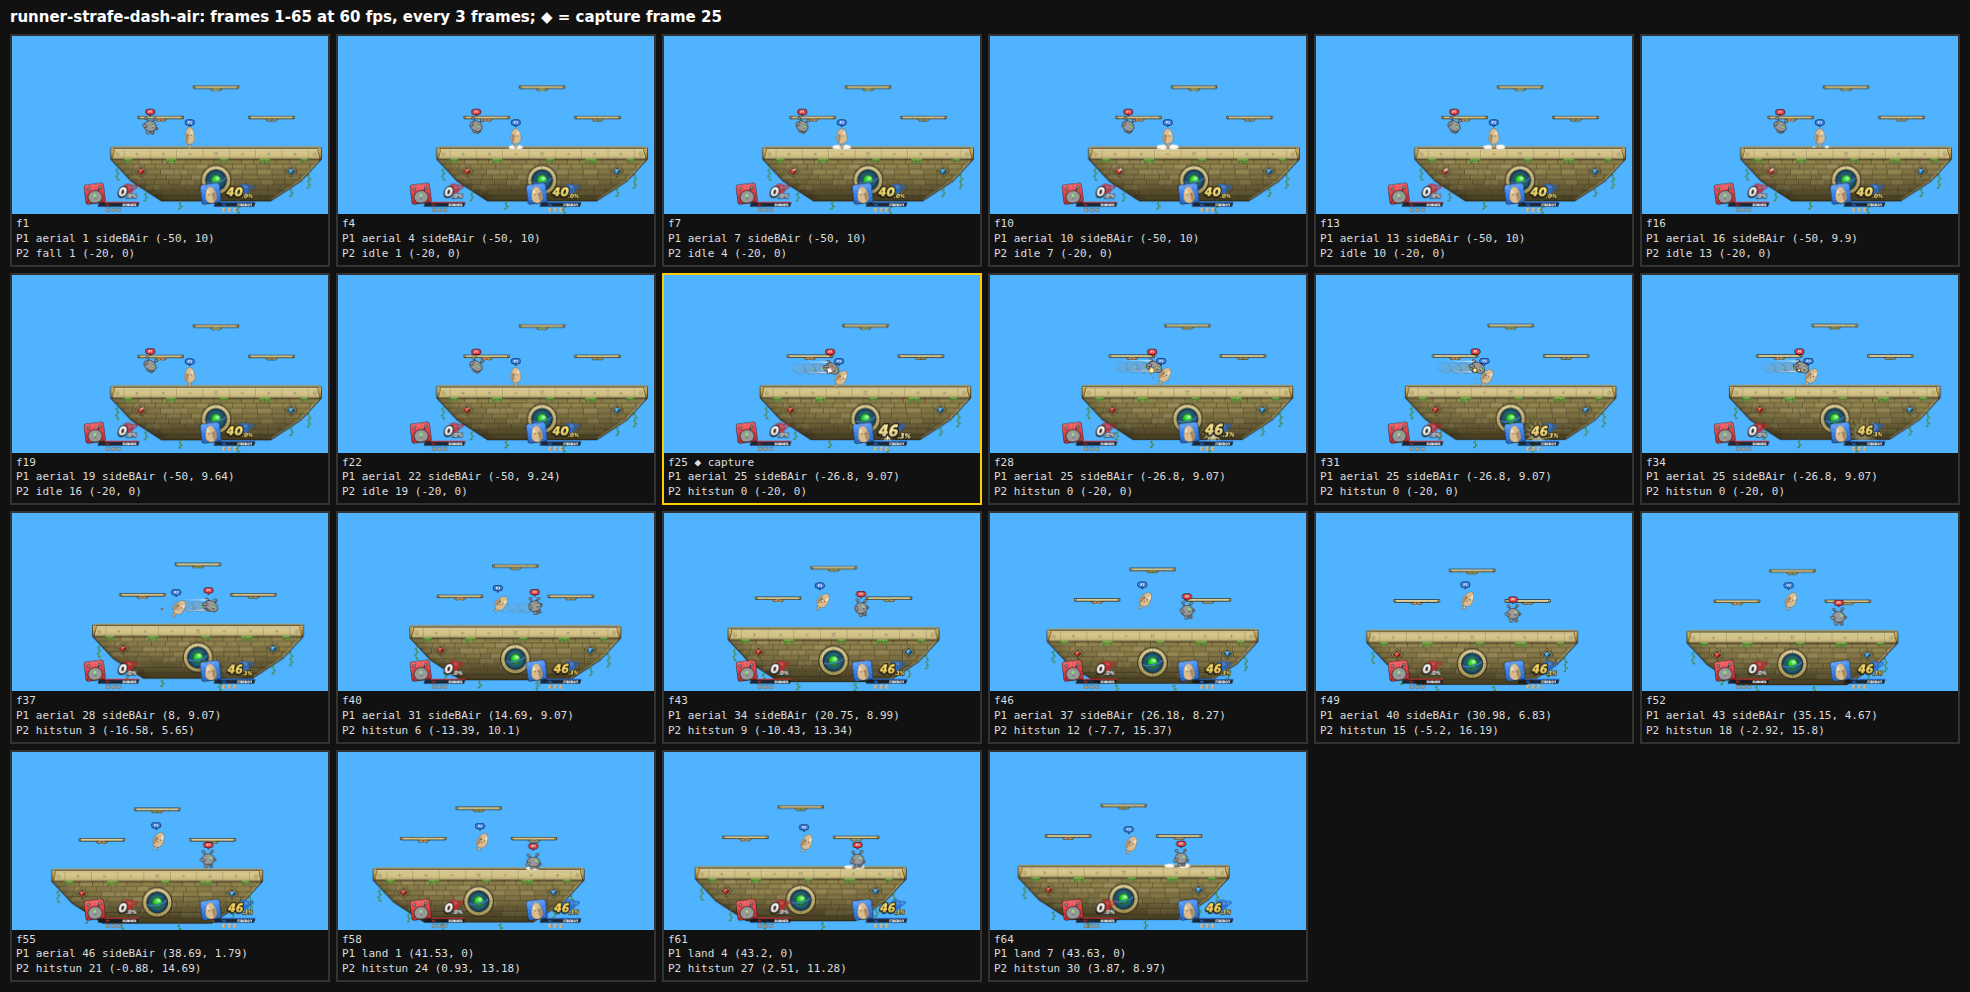 runner-strafe-dash-air: frames 1-65 at 60 fps, every 3 frames; ◆ = capture frame 25
f1
P1 aerial 1 sideBAir (-50, 10)
P2 fall 1 (-20, 0)
f4
P1 aerial 4 sideBAir (-50, 10)
P2 idle 1 (-20, 0)
f7
P1 aerial 7 sideBAir (-50, 10)
P2 idle 4 (-20, 0)
f10
P1 aerial 10 sideBAir (-50, 10)
P2 idle 7 (-20, 0)
f13
P1 aerial 13 sideBAir (-50, 10)
P2 idle 10 (-20, 0)
f16
P1 aerial 16 sideBAir (-50, 9.9)
P2 idle 13 (-20, 0)
f19
P1 aerial 19 sideBAir (-50, 9.64)
P2 idle 16 (-20, 0)
f22
P1 aerial 22 sideBAir (-50, 9.24)
P2 idle 19 (-20, 0)
f25 ◆ capture
P1 aerial 25 sideBAir (-26.8, 9.07)
P2 hitstun 0 (-20, 0)
f28
P1 aerial 25 sideBAir (-26.8, 9.07)
P2 hitstun 0 (-20, 0)
f31
P1 aerial 25 sideBAir (-26.8, 9.07)
P2 hitstun 0 (-20, 0)
f34
P1 aerial 25 sideBAir (-26.8, 9.07)
P2 hitstun 0 (-20, 0)
f37
P1 aerial 28 sideBAir (8, 9.07)
P2 hitstun 3 (-16.58, 5.65)
f40
P1 aerial 31 sideBAir (14.69, 9.07)
P2 hitstun 6 (-13.39, 10.1)
f43
P1 aerial 34 sideBAir (20.75, 8.99)
P2 hitstun 9 (-10.43, 13.34)
f46
P1 aerial 37 sideBAir (26.18, 8.27)
P2 hitstun 12 (-7.7, 15.37)
f49
P1 aerial 40 sideBAir (30.98, 6.83)
P2 hitstun 15 (-5.2, 16.19)
f52
P1 aerial 43 sideBAir (35.15, 4.67)
P2 hitstun 18 (-2.92, 15.8)
f55
P1 aerial 46 sideBAir (38.69, 1.79)
P2 hitstun 21 (-0.88, 14.69)
f58
P1 land 1 (41.53, 0)
P2 hitstun 24 (0.93, 13.18)
f61
P1 land 4 (43.2, 0)
P2 hitstun 27 (2.51, 11.28)
f64
P1 land 7 (43.63, 0)
P2 hitstun 30 (3.87, 8.97)